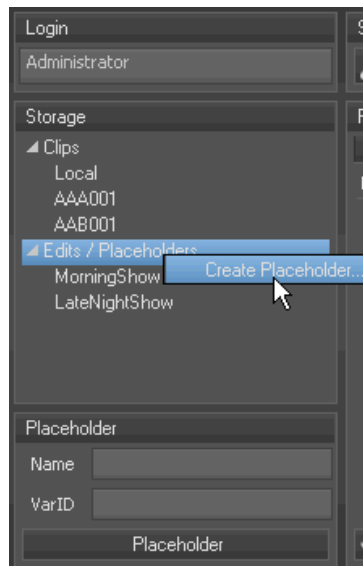 Login
Administrator
Storage
Clips
Local
AAA001
AAB001
Edits / Placeholders
Create Placeholder...
MorningShow
LateNightShow
Placeholder
Name
VarID
Placeholder